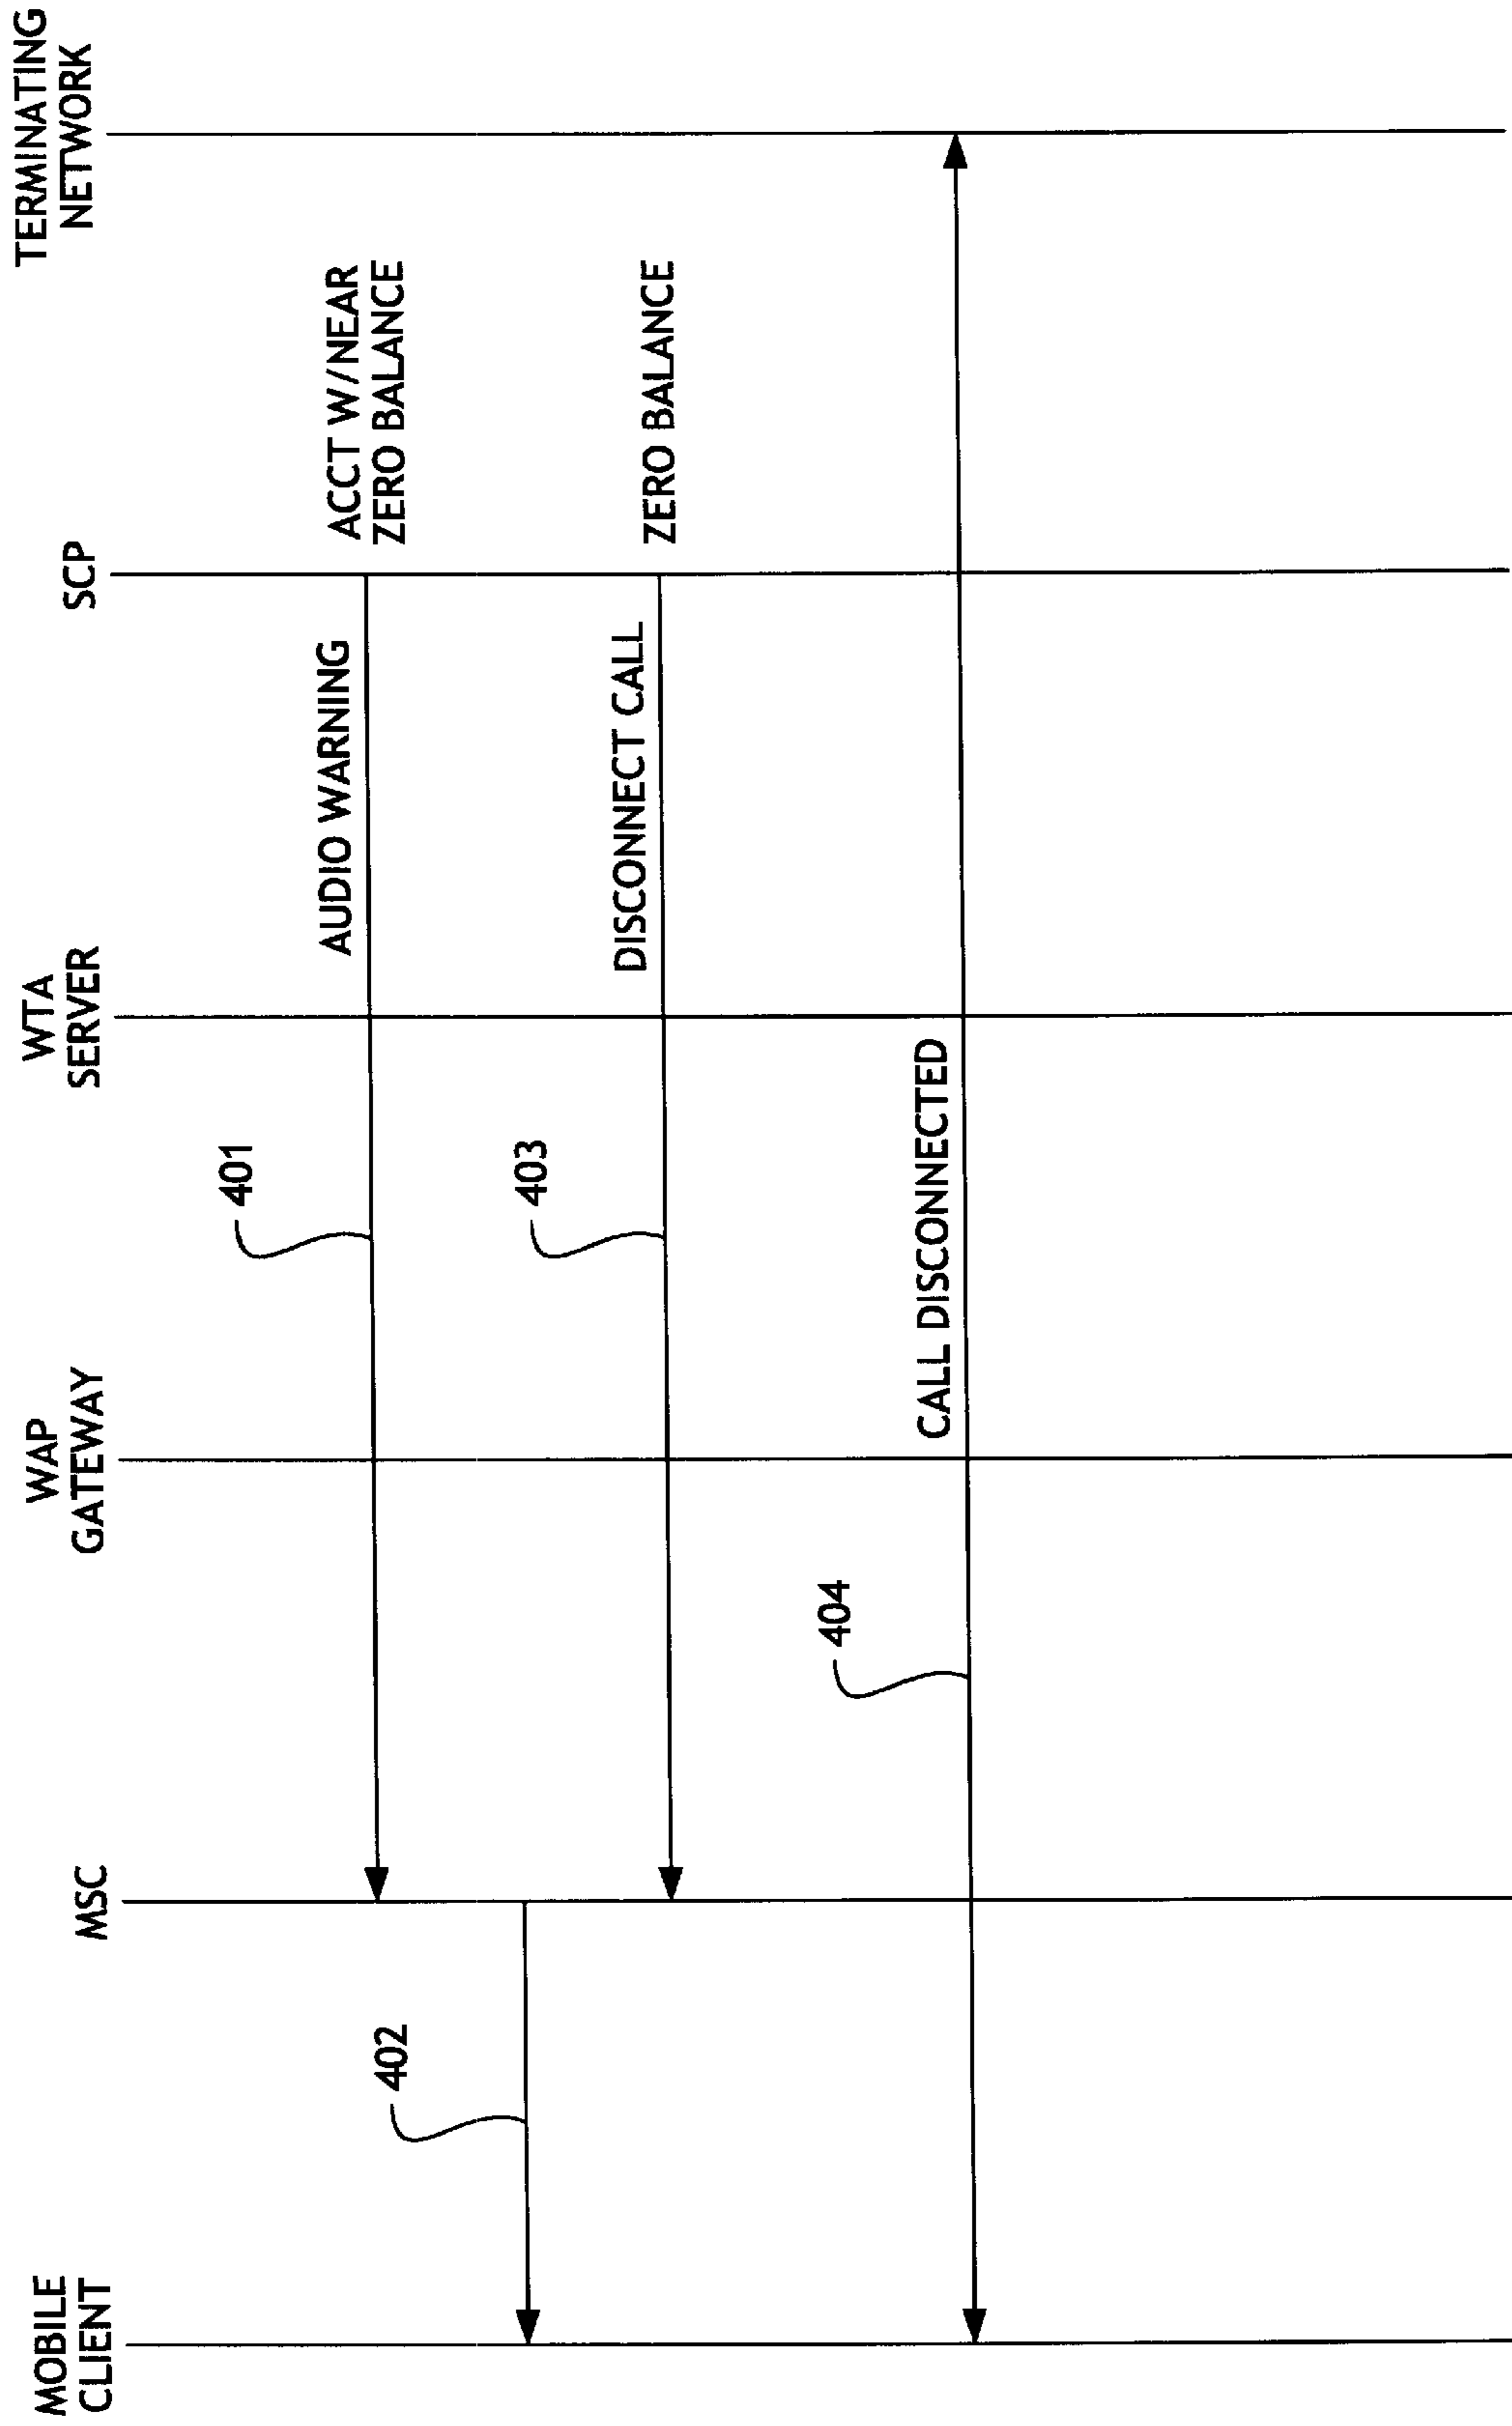 MOBILE
CLIENT
MSC
WAP
GATEWAY
WTA
SERVER
SCP
TERMINATING
NETWORK
401
AUDIO WARNING
ACCT W/NEAR
ZERO BALANCE
402
403
DISCONNECT CALL
ZERO BALANCE
404
CALL DISCONNECTED